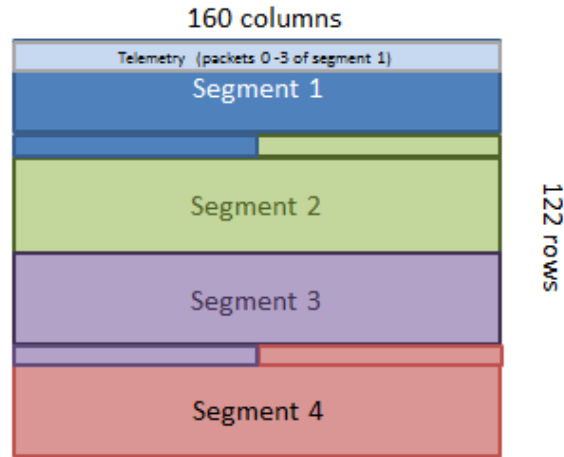 160 columns
Telemetry (packets 0 -3 of segment 1)
Segment 1
Segment 2
122 rows
Segment 3
Segment 4